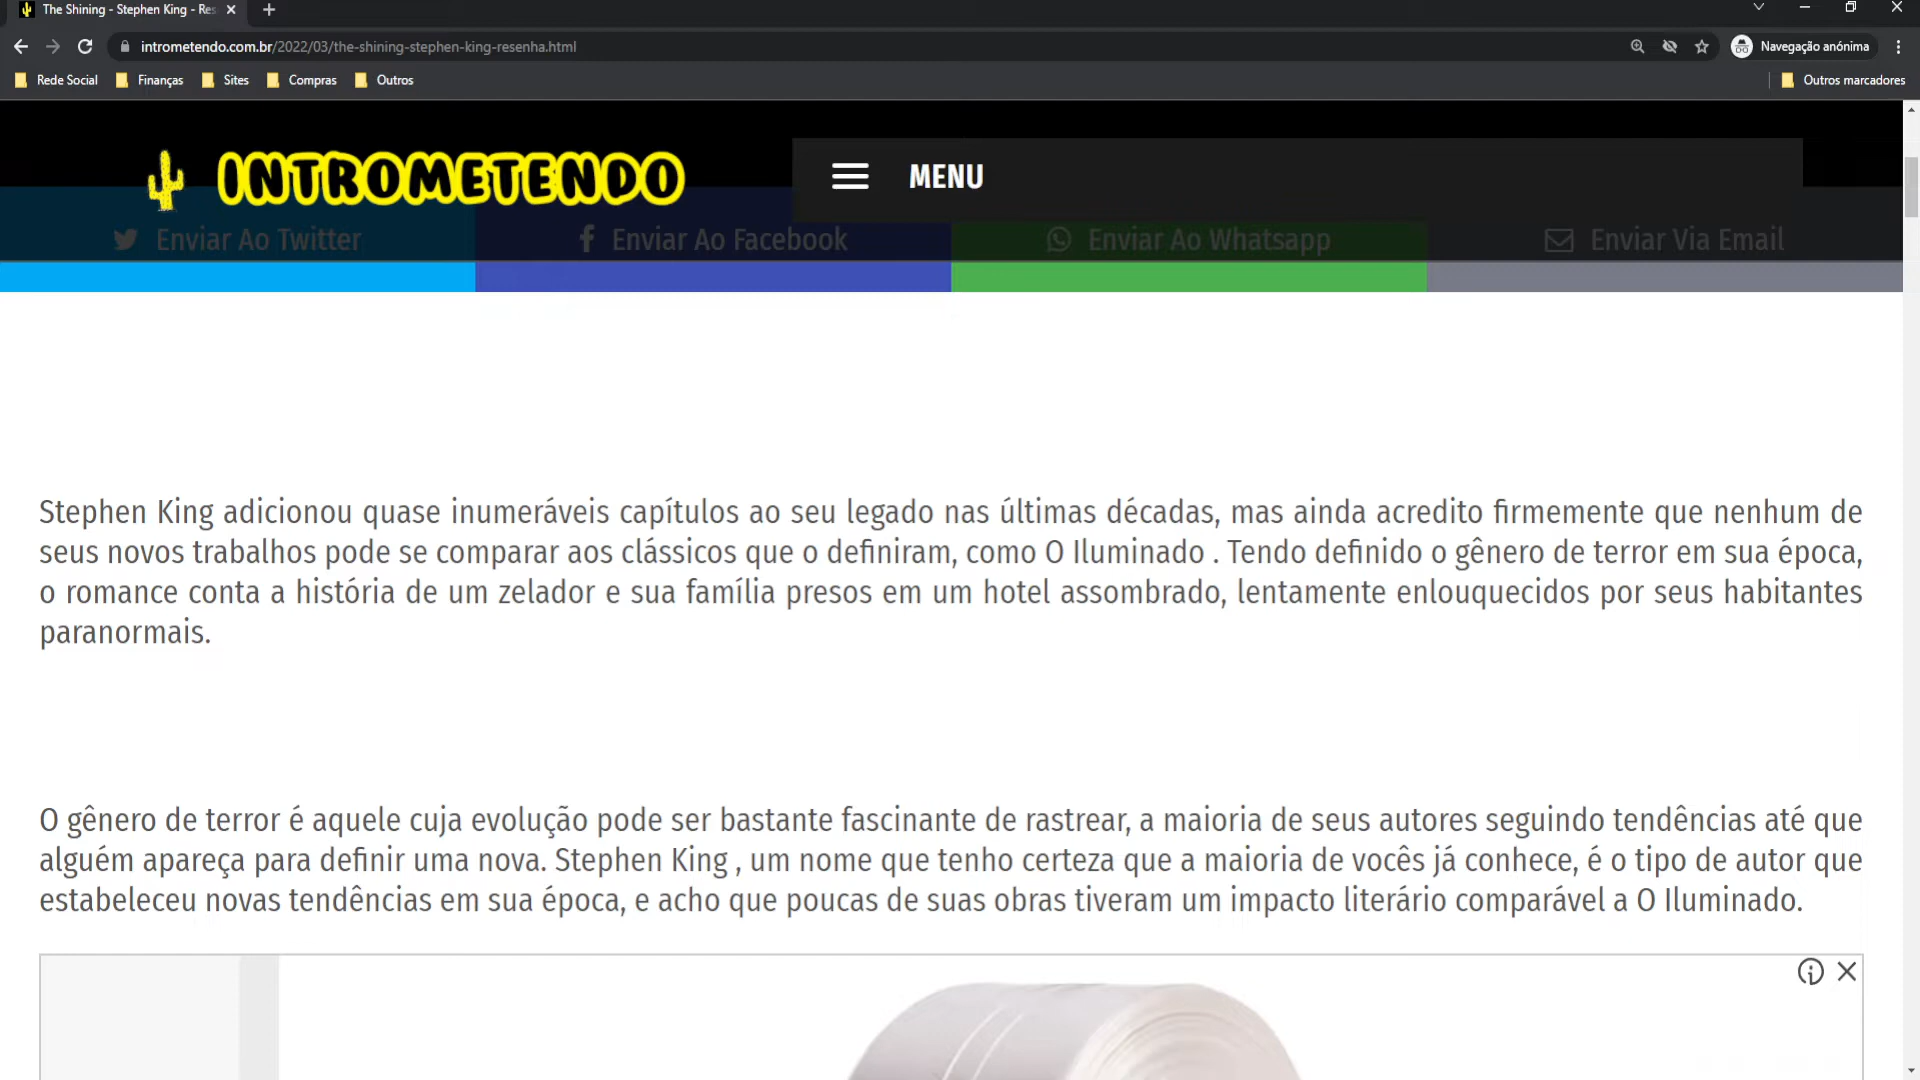 The Shining - Stephen King - Res
intrometendo.com.br/2022/03/the-shining-stephen-king-resenha.html
Navegação anónima
Rede Social
Finanças
Sites
Compras
Outros
Outros marcadores
INTROMETENDO
MENU
Enviar Ao Twitter
Enviar Ao Facebook
Enviar Ao Whatsapp
Enviar Via Email
Stephen King adicionou quase inumeráveis capítulos ao seu legado nas últimas décadas, mas ainda acredito firmemente que nenhum de
seus novos trabalhos pode se comparar aos clássicos que o definiram, como O Iluminado . Tendo definido o gênero de terror em sua época,
o romance conta a história de um zelador e sua família presos em um hotel assombrado, lentamente enlouquecidos por seus habitantes
paranormais.
O gênero de terror é aquele cuja evolução pode ser bastante fascinante de rastrear, a maioria de seus autores seguindo tendências até que
alguém apareça para definir uma nova. Stephen King , um nome que tenho certeza que a maioria de vocês já conhece, é o tipo de autor que
estabeleceu novas tendências em sua época, e acho que poucas de suas obras tiveram um impacto literário comparável a O Iluminado.